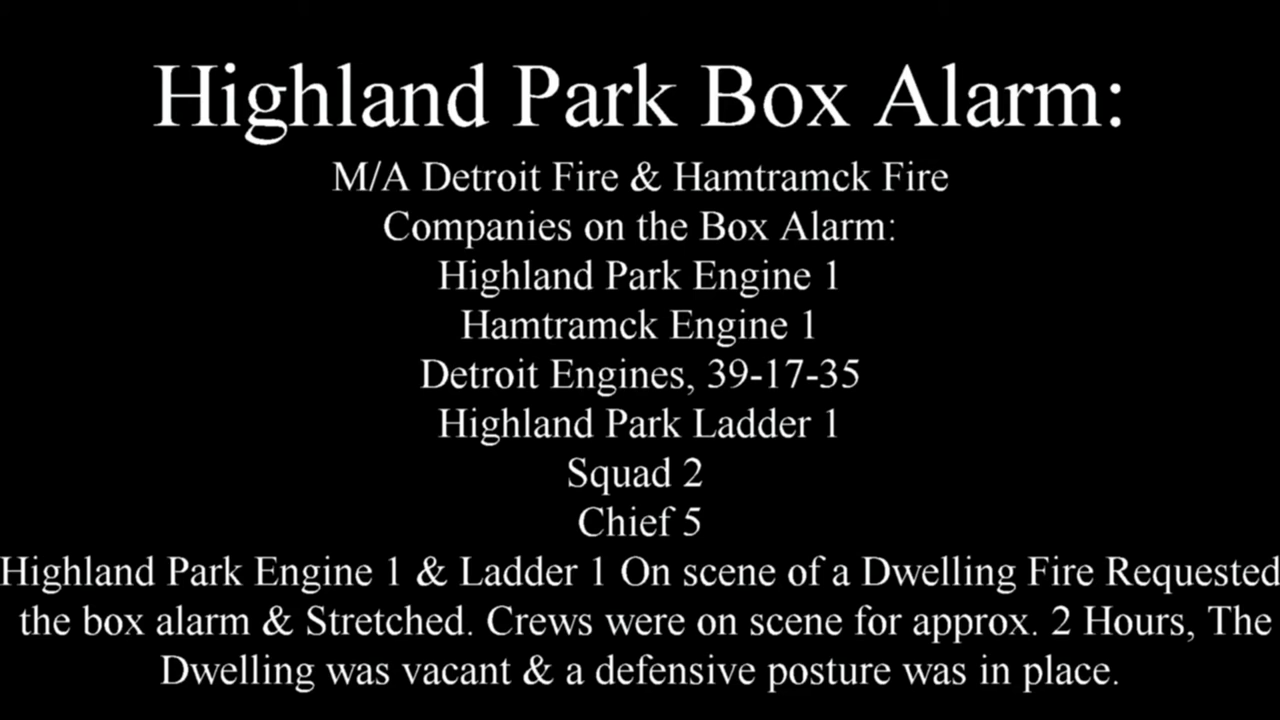 Highland Park Box Alarm:
M/A Detroit Fire & Hamtramck Fire
Companies on the Box Alarm:
Highland Park Engine 1
Hamtramck Engine 1
Detroit Engines, 39-17-35
Highland Park Ladder 1
Squad 2
Chief 5
Highland Park Engine 1 & Ladder 1 On scene of a Dwelling Fire Requested
the box alarm & Stretched. Crews were on scene for approx. 2 Hours, The
Dwelling was vacant & a defensive posture was in place.